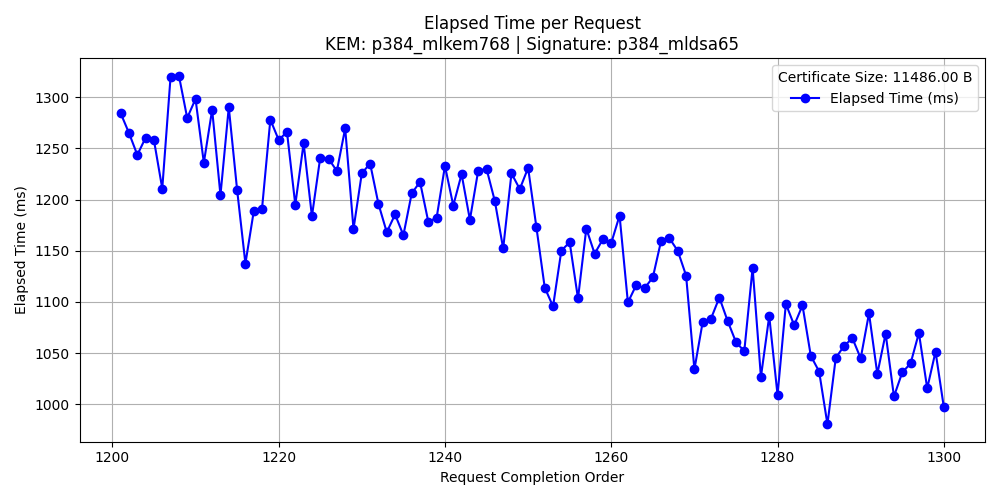 Elapsed Time per Request
KEM: p384_mlkem768 | Signature: p384_mldsa65
Certificate Size: 11486.00 B
Elapsed Time (ms)
Elapsed Time (ms)
1300
1250
1200
1150
1100
1050
1000
1200
1220
1240
1260
1280
1300
Request Completion Order